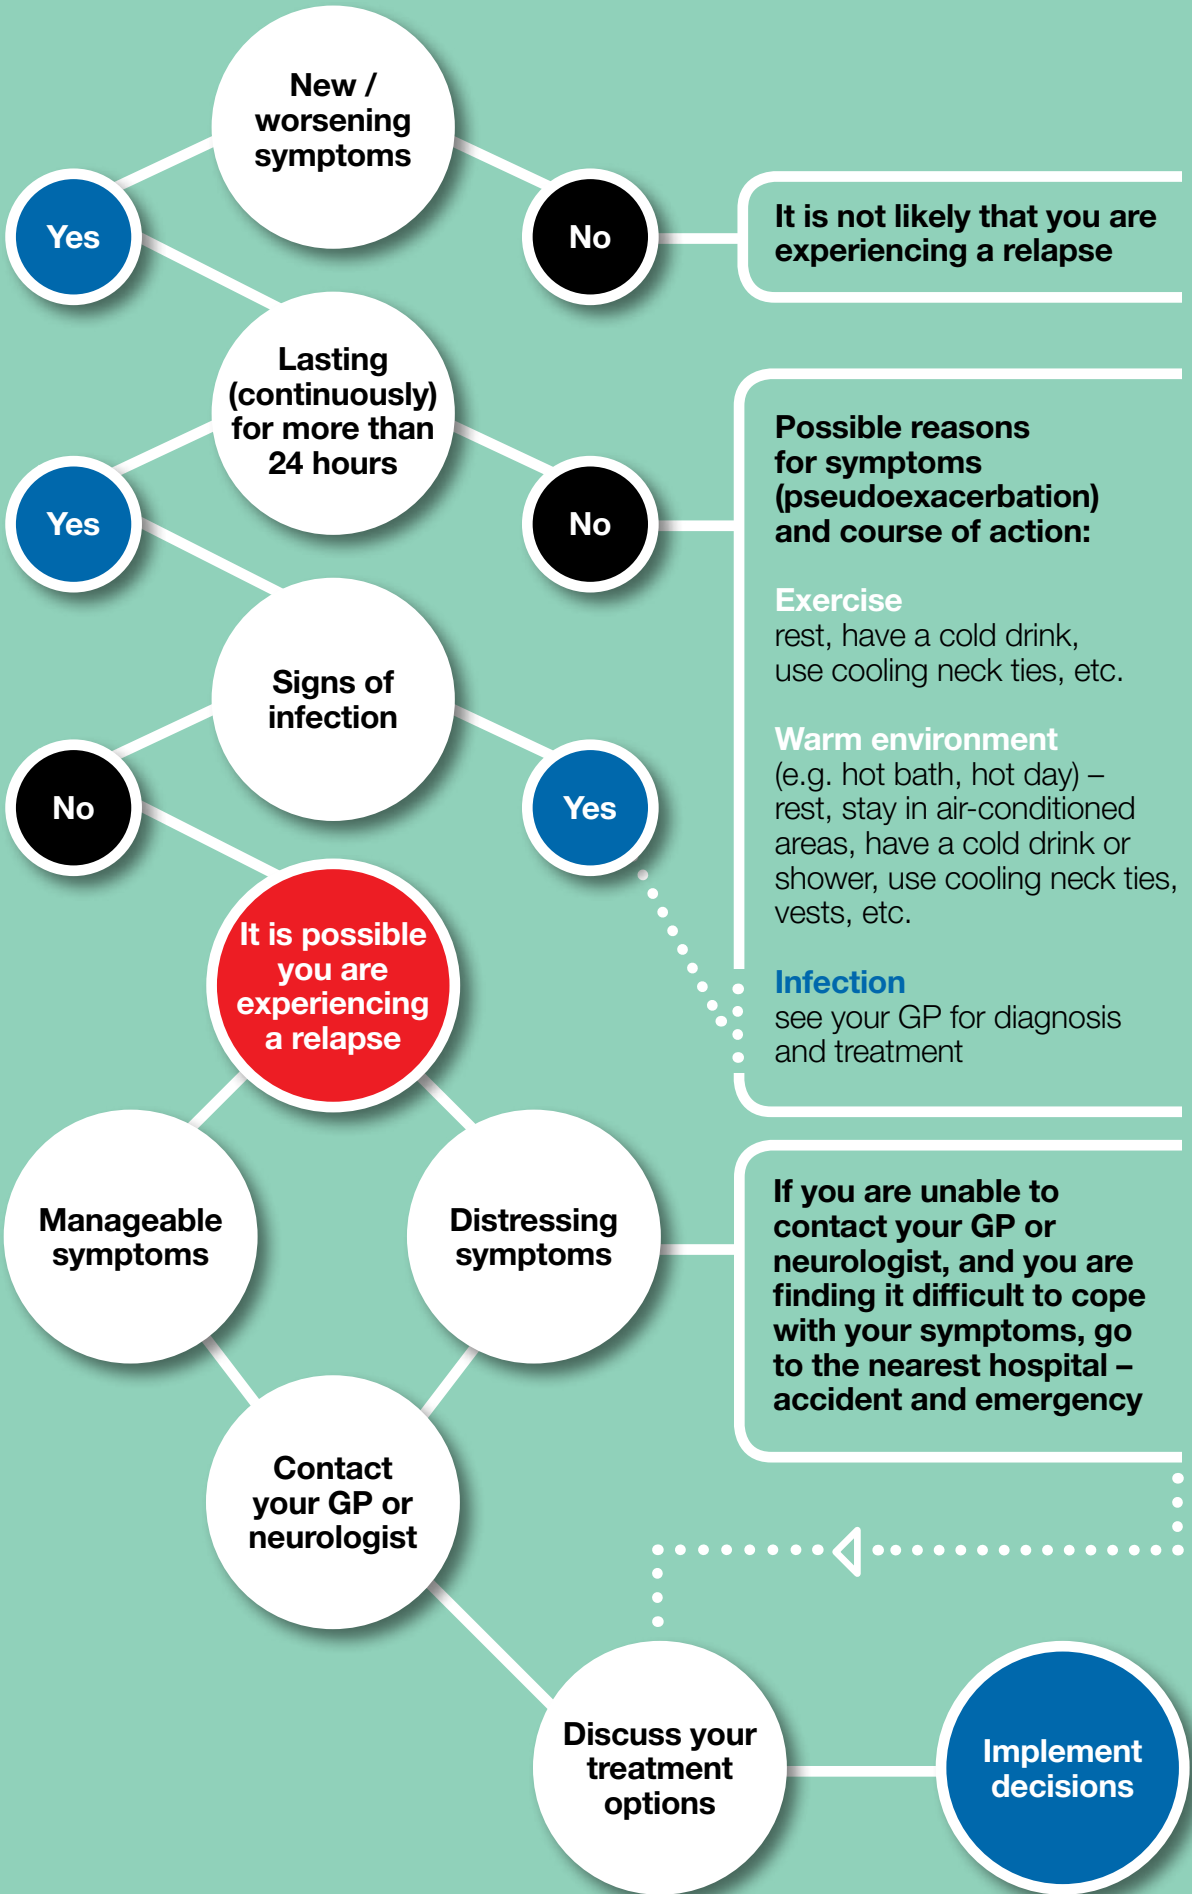 New /
worsening
symptoms
Yes
No
It is not likely that you are
experiencing a relapse
Lasting
(continuously)
for more than
24 hours
Yes
No
Possible reasons
for symptoms
(pseudoexacerbation)
and course of action:
Exercise
rest, have a cold drink,
use cooling neck ties, etc.
Warm environment
(e.g. hot bath, hot day) –
rest, stay in air-conditioned
areas, have a cold drink or
shower, use cooling neck ties,
vests, etc.
Infection
see your GP for diagnosis
and treatment
Signs of
infection
No
Yes
It is possible
you are
experiencing
a relapse
Manageable
symptoms
Distressing
symptoms
If you are unable to
contact your GP or
neurologist, and you are
finding it difficult to cope
with your symptoms, go
to the nearest hospital –
accident and emergency
Contact
your GP or
neurologist
Discuss your
treatment
options
Implement
decisions